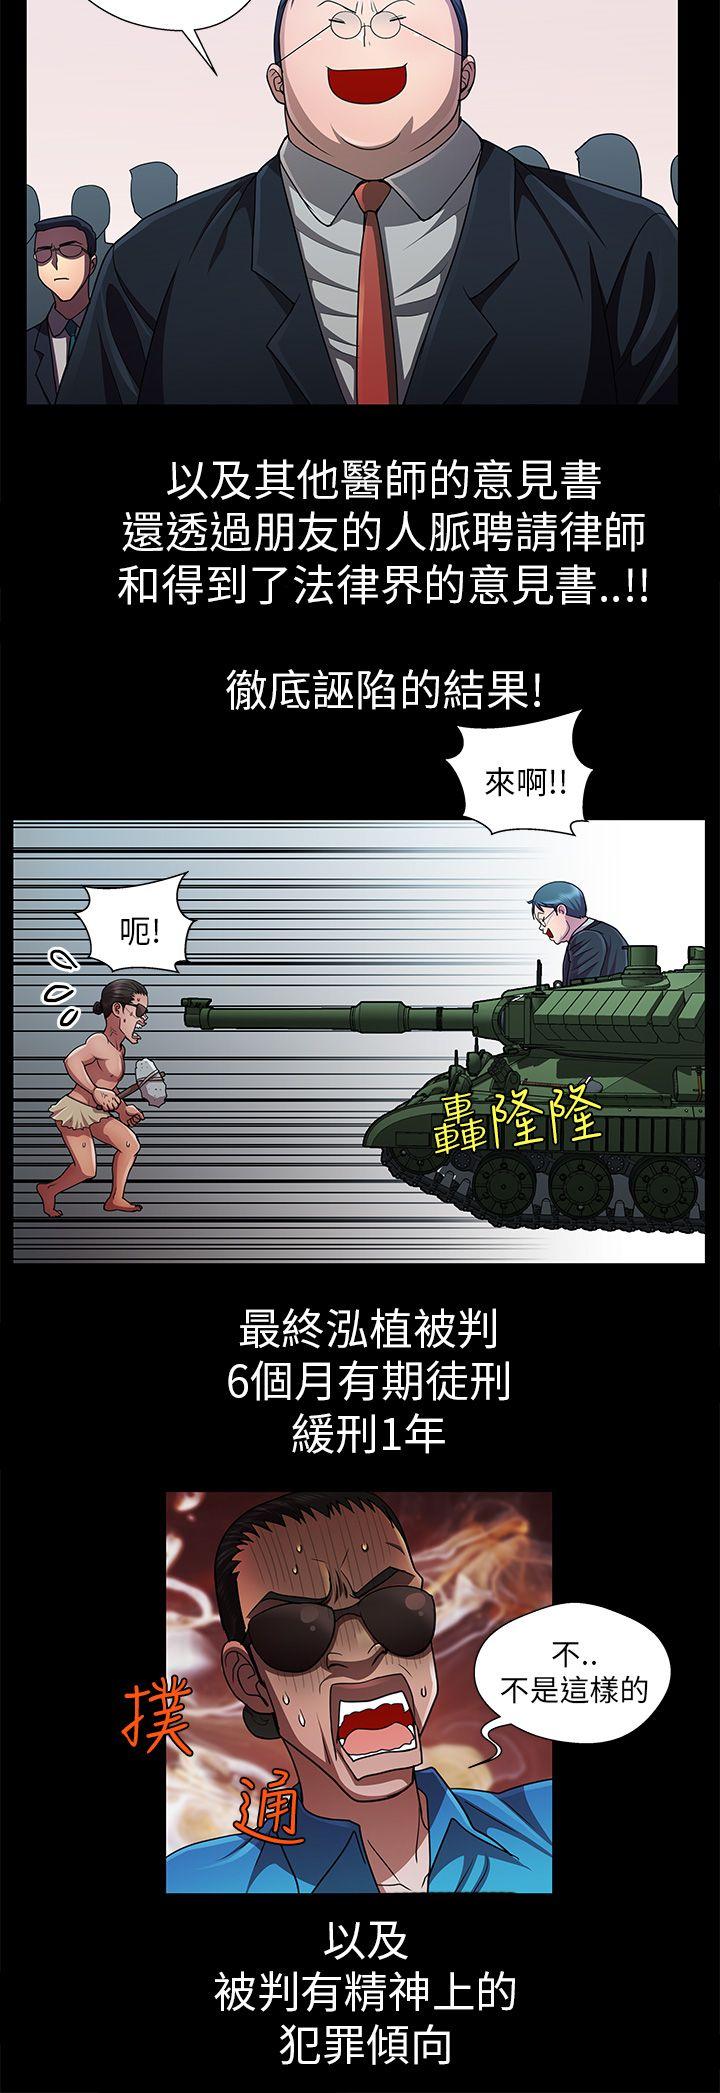 以及其他醫師的意見書
還透過朋友的人脈聘請律師
和得到了法律界的意見書..!!
徹底誣陷的結果!
來啊!!
呃!
轟隆隆
最終泓植被判
6個月有期徒刑
緩刑1年
不..
不是這樣的
撲
通
以及
被判有精神上的
犯罪傾向